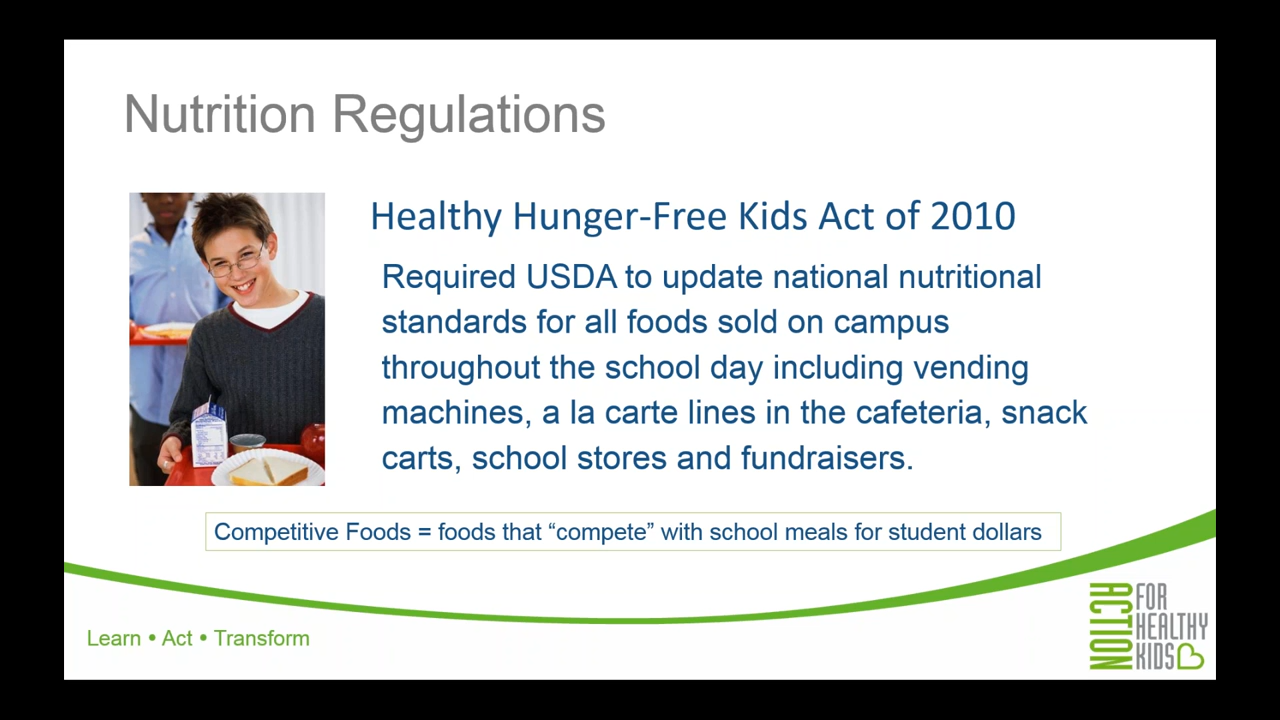 Nutrition Regulations
Healthy Hunger-Free Kids Act of 2010
Required USDA to update national nutritional
standards for all foods sold on campus
throughout the school day including vending
machines, a la carte lines in the cafeteria, snack
carts, school stores and fundraisers.
Competitive Foods = foods that “compete” with school meals for student dollars
Learn • Act • Transform
ACTION
FOR
HEALTHY
KIDS